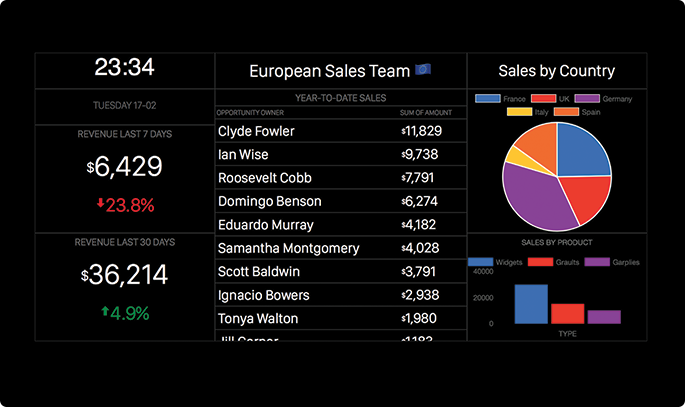 23:34
TUESDAY 17-02
REVENUE LAST 7 DAYS
$6,429
23.8%
REVENUE LAST 30 DAYS
$36,214
4.9%
European Sales Team
YEAR-TO-DATE SALES
OPPORTUNITY OWNER SUM OF AMOUNT
Clyde Fowler $11,829
Ian Wise $9,738
Roosevelt Cobb $7,791
Domingo Benson $6,274
Eduardo Murray $4,182
Samantha Montgomery $4,028
Scott Baldwin $3,791
Ignacio Bowers $2,938
Tonya Walton $1,980
Sales by Country
France UK Germany
Italy Spain
SALES BY PRODUCT
Widgets Graults Garplies
40000
20000
0
TYPE